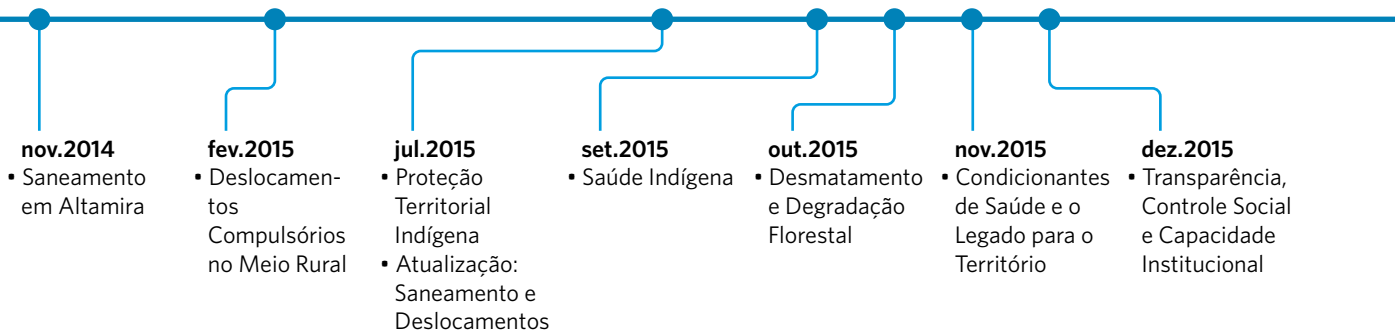 nov.2014
• Saneamento
em Altamira
fev.2015
• Deslocamen-
tos
Compulsórios
no Meio Rural
jul.2015
• Proteção
Territorial
Indígena
• Atualização:
Saneamento e
Deslocamentos
set.2015
• Saúde Indígena
out.2015
• Desmatamento
e Degradação
Florestal
nov.2015
• Condicionantes
de Saúde e o
Legado para o
Território
dez.2015
• Transparência,
Controle Social
e Capacidade
Institucional